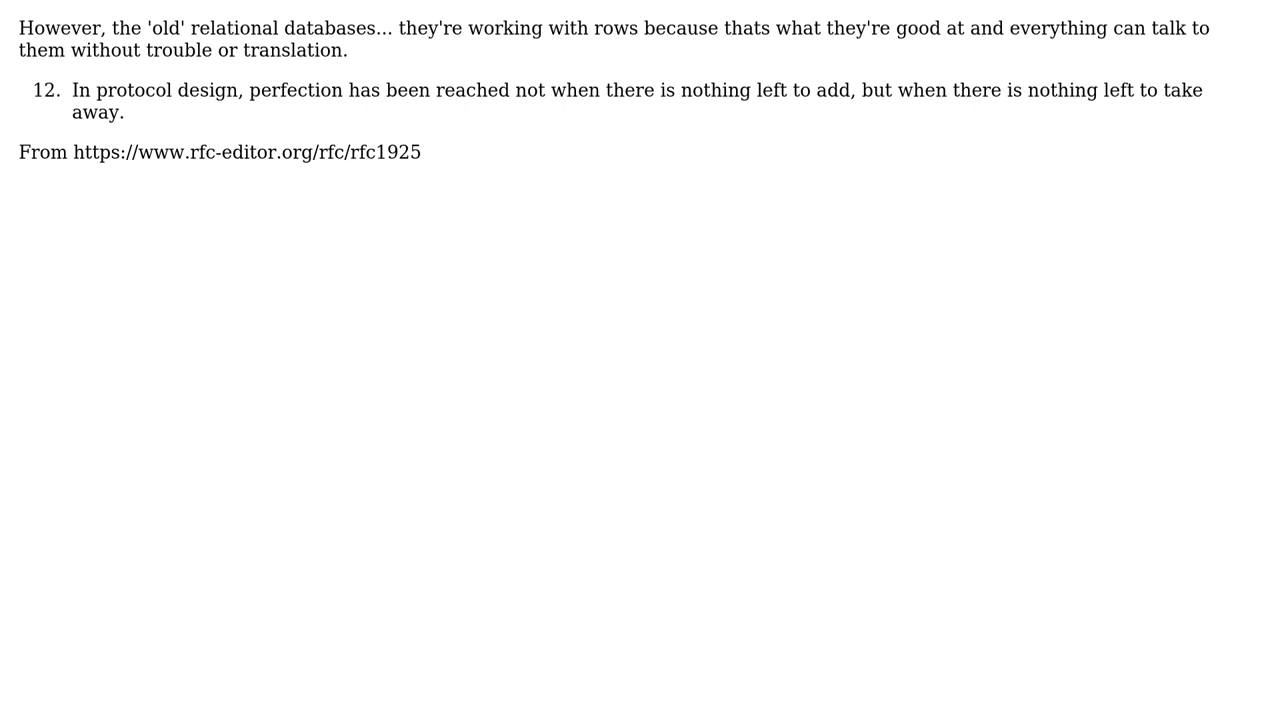 However, the 'old' relational databases... they're working with rows because thats what they're good at and everything can talk to
them without trouble or translation.
12. In protocol design, perfection has been reached not when there is nothing left to add, but when there is nothing left to take
away.
From https://www.rfc-editor.org/rfc/rfc1925